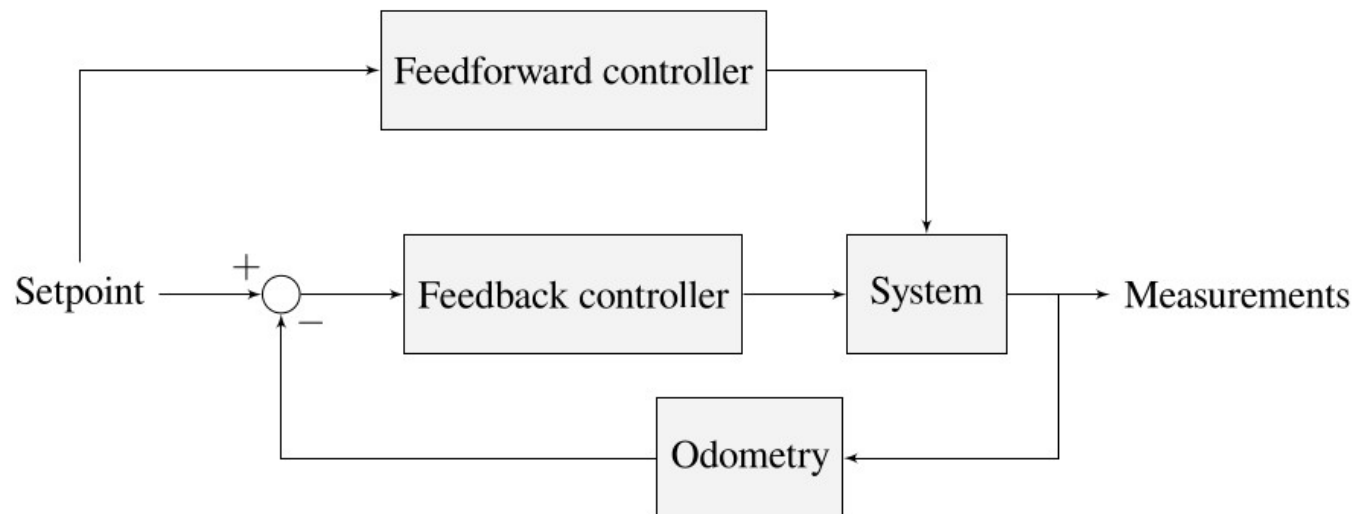 Feedforward controller
Setpoint
+
−
Feedback controller
System
Measurements
Odometry